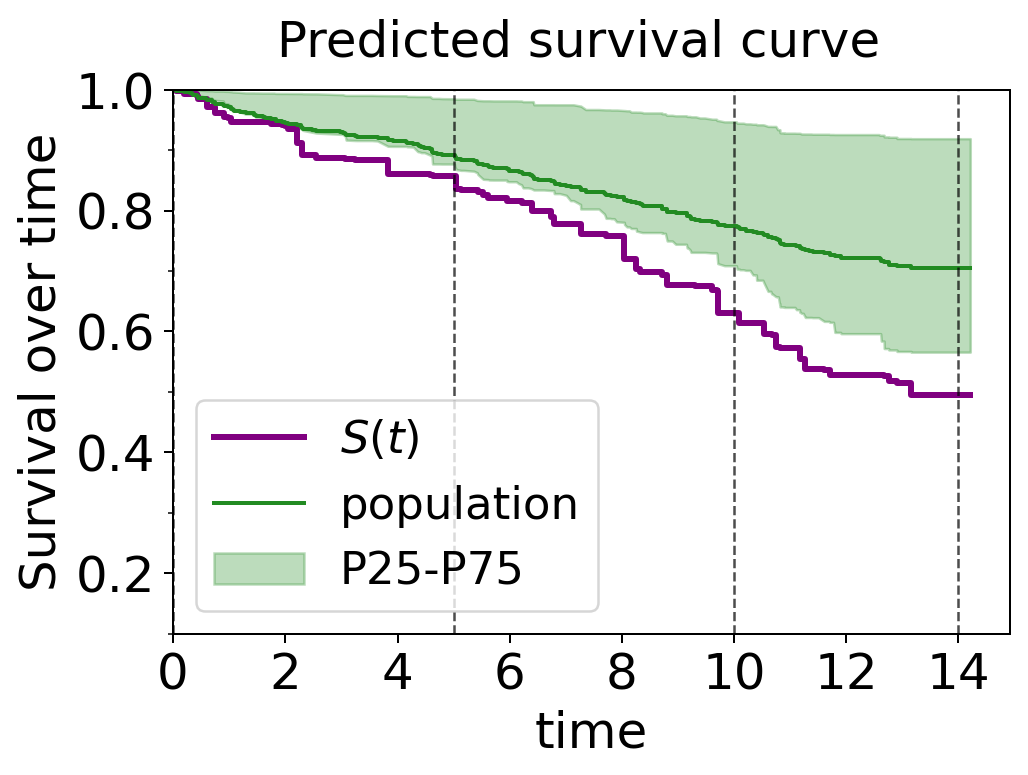 Predicted survival curve
Survival over time
1.0
0.8
0.6
0.4
0.2
S(t)
population
P25-P75
0 2 4 6 8 10 12 14
time